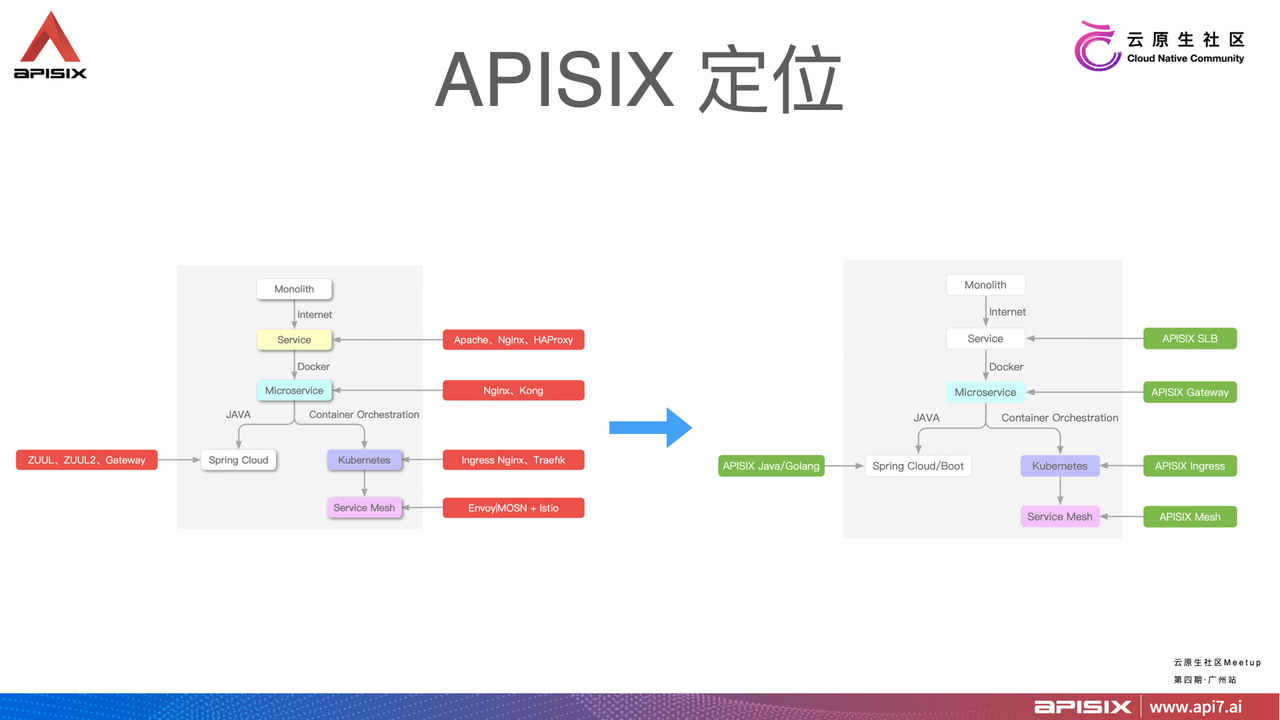 APISIX
云原生社区
Cloud Native Community
APISIX 定位
Monolith
Internet
Service
Apache、Nginx、HAProxy
Docker
Microservice
Nginx、Kong
JAVA
Container Orchestration
ZUUL、ZUUL2、Gateway
Spring Cloud
Kubernetes
Ingress Nginx、Traefik
Service Mesh
Envoy|MOSN + Istio
Monolith
Internet
Service
APISIX SLB
Docker
Microservice
APISIX Gateway
JAVA
Container Orchestration
APISIX Java/Golang
Spring Cloud/Boot
Kubernetes
APISIX Ingress
Service Mesh
APISIX Mesh
云原生社区Meetup
第四期·广州站
APISIX
www.api7.ai